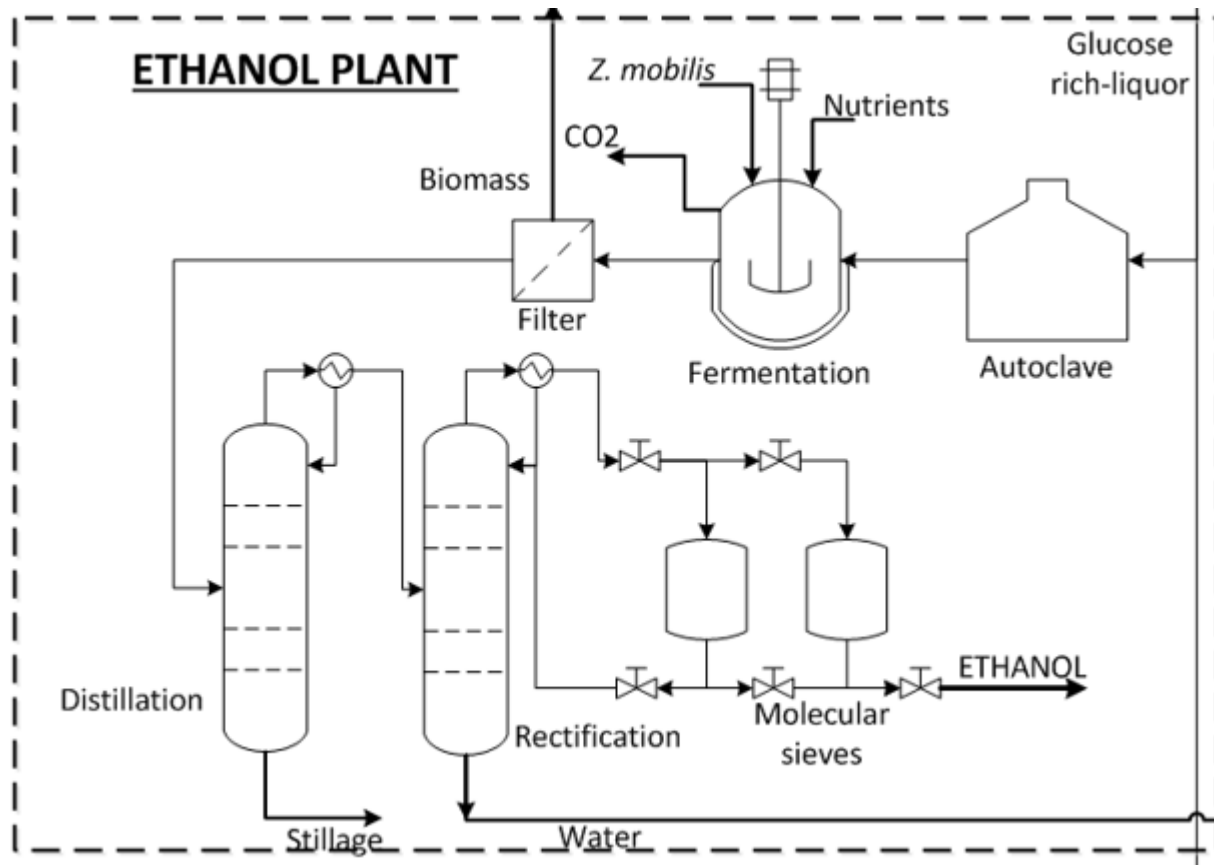 ETHANOL PLANT
Z. mobilis
Glucose
rich-liquor
Nutrients
CO2
Biomass
Filter
Fermentation
Autoclave
ETHANOL
Distillation
Rectification
Molecular
sieves
Stillage
Water